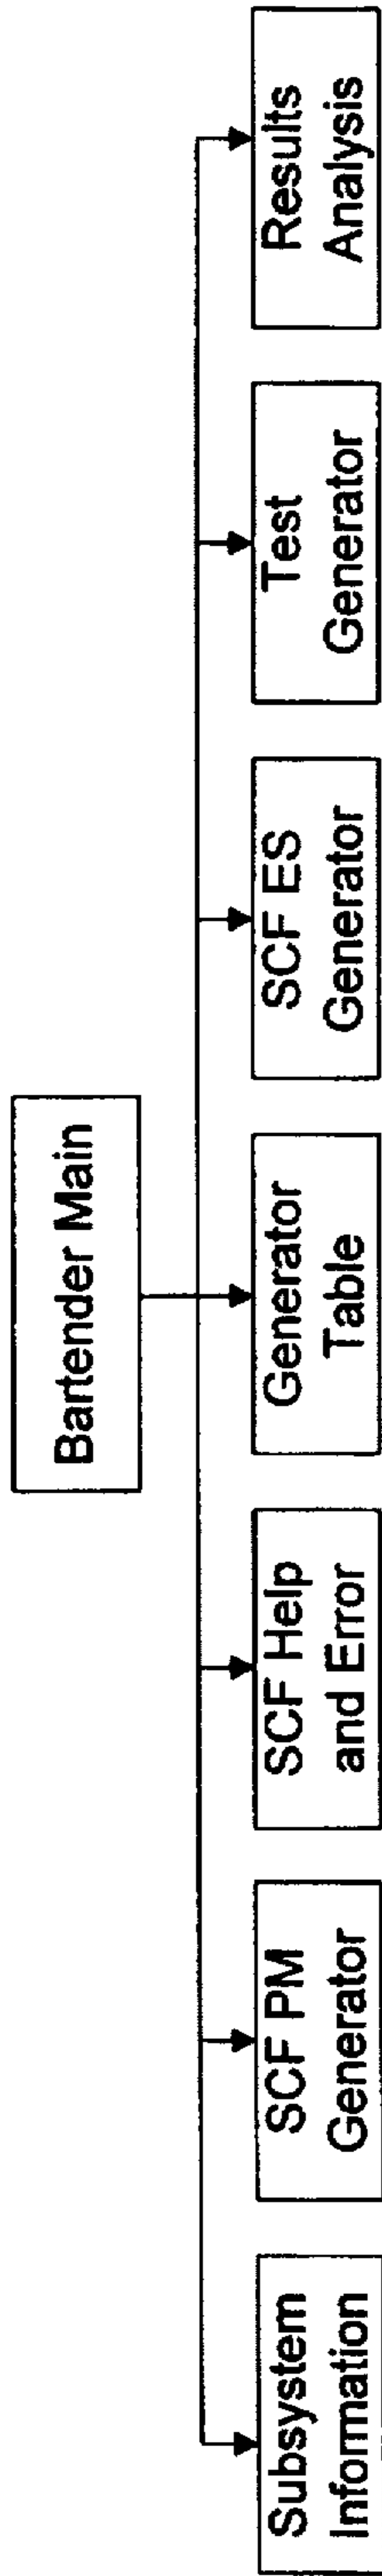 Bartender Main
Subsystem
Information
SCF PM
Generator
SCF Help
and Error
Generator
Table
SCF ES
Generator
Test
Generator
Results
Analysis